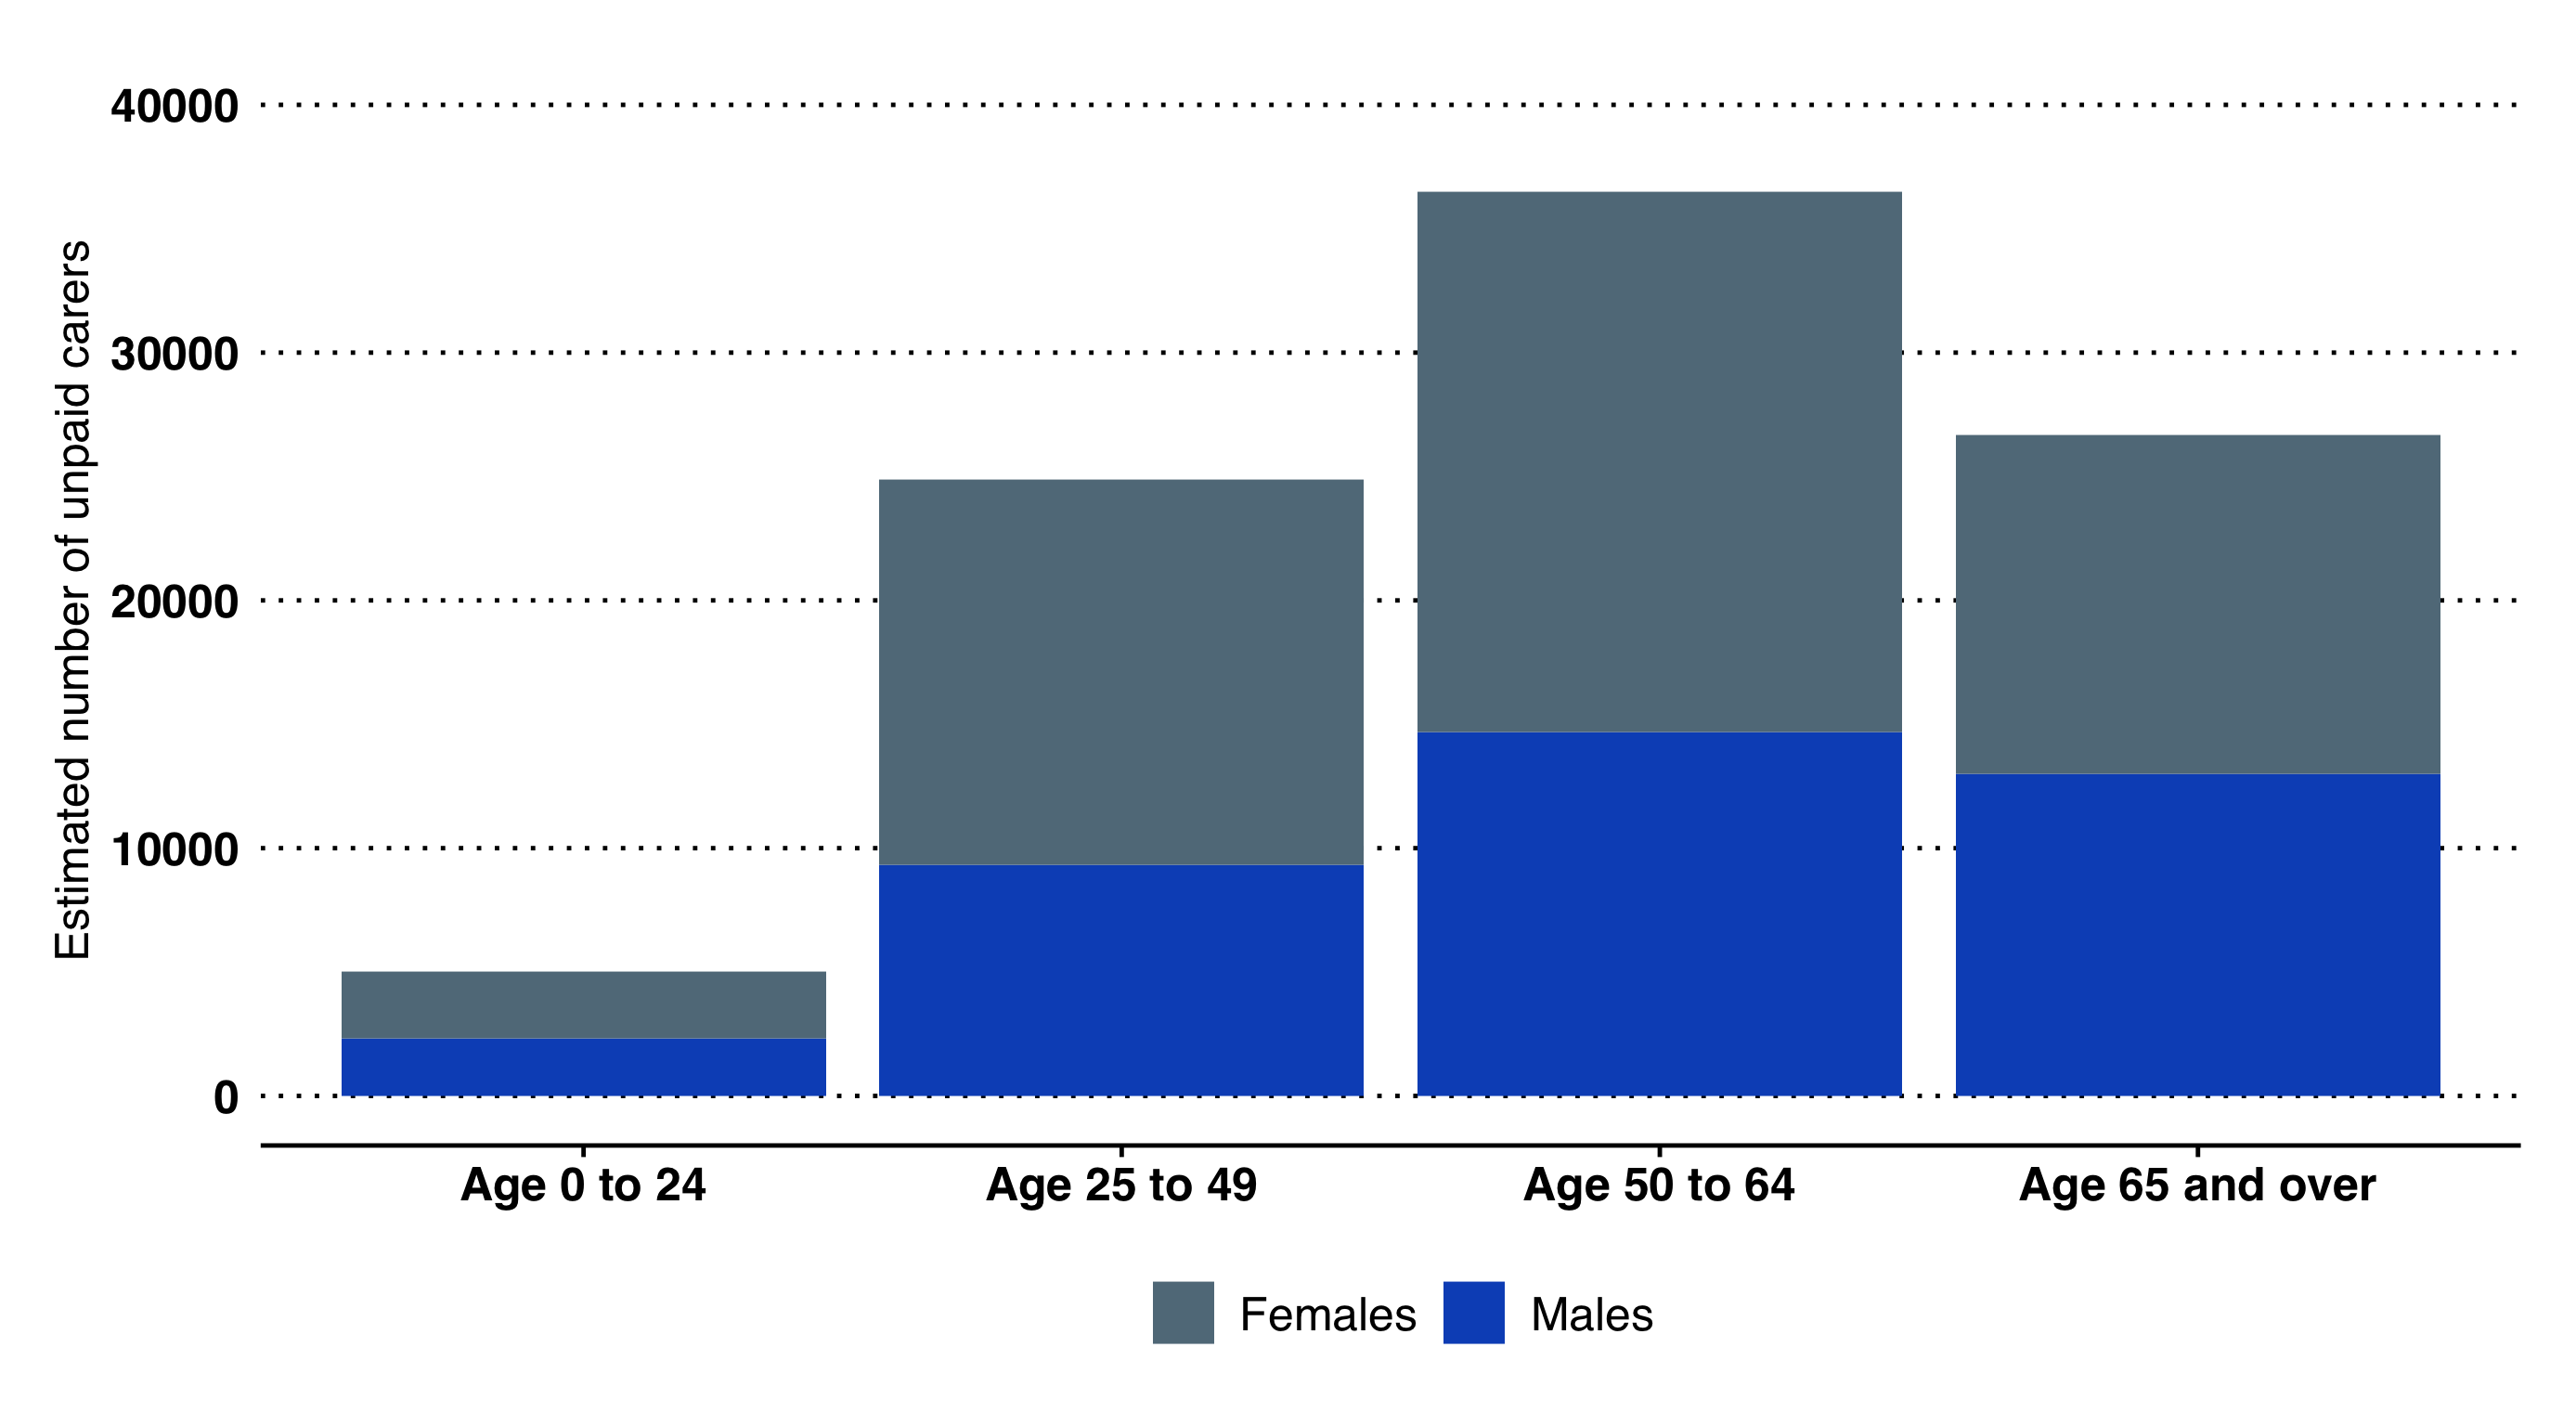 Estimated number of unpaid carers
40000
30000
20000
10000
0
Age 0 to 24
Age 25 to 49
Age 50 to 64
Age 65 and over
Females
Males